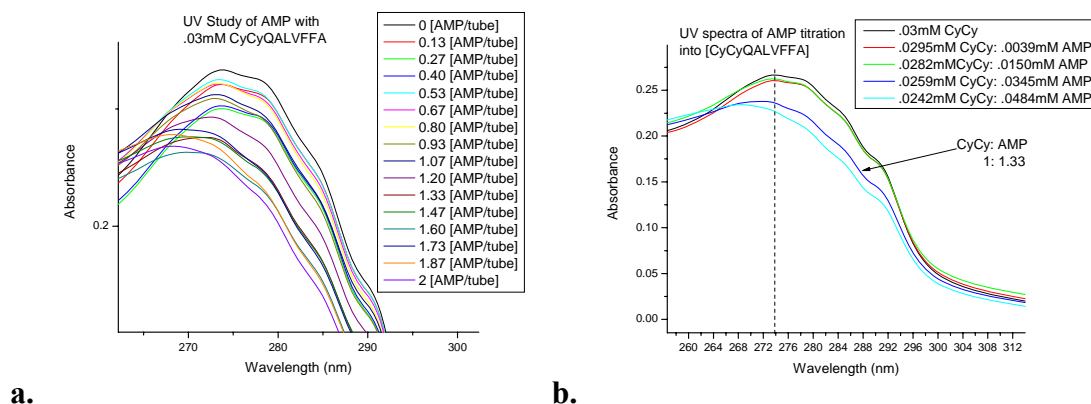 UV Study of AMP with
.03mM CyCyQALVFFA
0 [AMP/tube]
0.13 [AMP/tube]
0.27 [AMP/tube]
0.40 [AMP/tube]
0.53 [AMP/tube]
0.67 [AMP/tube]
0.80 [AMP/tube]
0.93 [AMP/tube]
1.07 [AMP/tube]
1.20 [AMP/tube]
1.33 [AMP/tube]
1.47 [AMP/tube]
1.60 [AMP/tube]
1.73 [AMP/tube]
1.87 [AMP/tube]
2 [AMP/tube]
Absorbance
0.2
270 280 290 300
Wavelength (nm)
a.
UV spectra of AMP titration
into [CyCyQALVFFA]
.03mM CyCy
.0295mM CyCy: .0039mM AMP
.0282mMCyCy: .0150mM AMP
.0259mM CyCy: .0345mM AMP
.0242mM CyCy: .0484mM AMP
CyCy: AMP
1: 1.33
Absorbance
0.25
0.20
0.15
0.10
0.05
0.00
260 264 268 272 276 280 284 288 292 296 300 304 308 312
Wavelength (nm)
b.